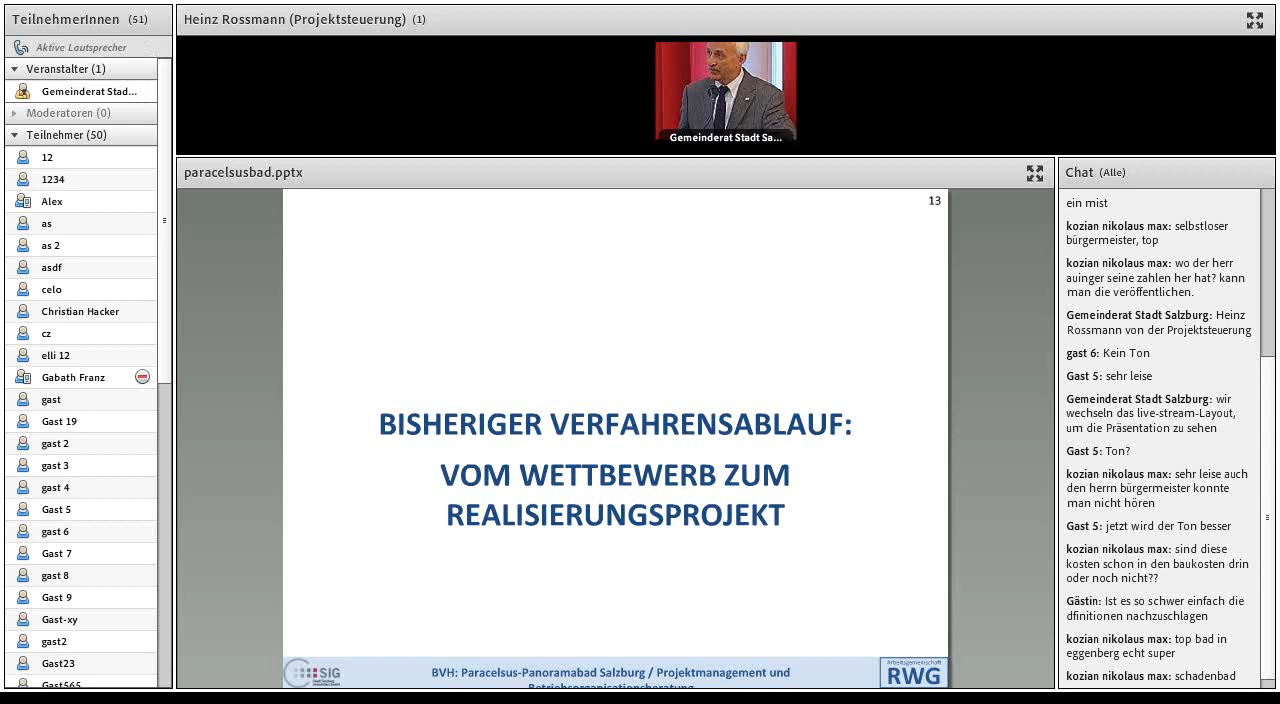 TeilnehmerInnen (51)
Aktive Lautsprecher
Veranstalter (1)
Gemeinderat Stad...
Moderatoren (0)
Teilnehmer (50)
12
1234
Alex
as
as 2
asdf
celo
Christian Hacker
cz
elli 12
Gabath Franz
gast
Gast 19
gast 2
gast 3
gast 4
Gast 5
gast 6
Gast 7
gast 8
Gast 9
Gast-xy
gast2
Gast23
Gast565
Heinz Rossmann (Projektsteuerung) (1)
Gemeinderat Stadt Sa...
paracelsusbad.pptx
13
BISHERIGER VERFAHRENSABLAUF:
VOM WETTBEWERB ZUM
REALISIERUNGSPROJEKT
SIG
BVH: Paracelsus-Panoramabad Salzburg / Projektmanagement und
Betriebsorganisationsberatung
Arbeitsgemeinschaft
RWG
Chat (Alle)
ein mist
kozian nikolaus max: selbstloser
bürgermeister, top
kozian nikolaus max: wo der herr
auinger seine zahlen her hat? kann
man die veröffentlichen.
Gemeinderat Stadt Salzburg: Heinz
Rossmann von der Projektsteuerung
gast 6: Kein Ton
Gast 5: sehr leise
Gemeinderat Stadt Salzburg: wir
wechseln das live-stream-Layout,
um die Präsentation zu sehen
Gast 5: Ton?
kozian nikolaus max: sehr leise auch
den herrn bürgermeister konnte
man nicht hören
Gast 5: jetzt wird der Ton besser
kozian nikolaus max: sind diese
kosten schon in den baukosten drin
oder noch nicht??
Gästin: Ist es so schwer einfach die
dfinitionen nachzuschlagen
kozian nikolaus max: top bad in
eggenberg echt super
kozian nikolaus max: schadenbad